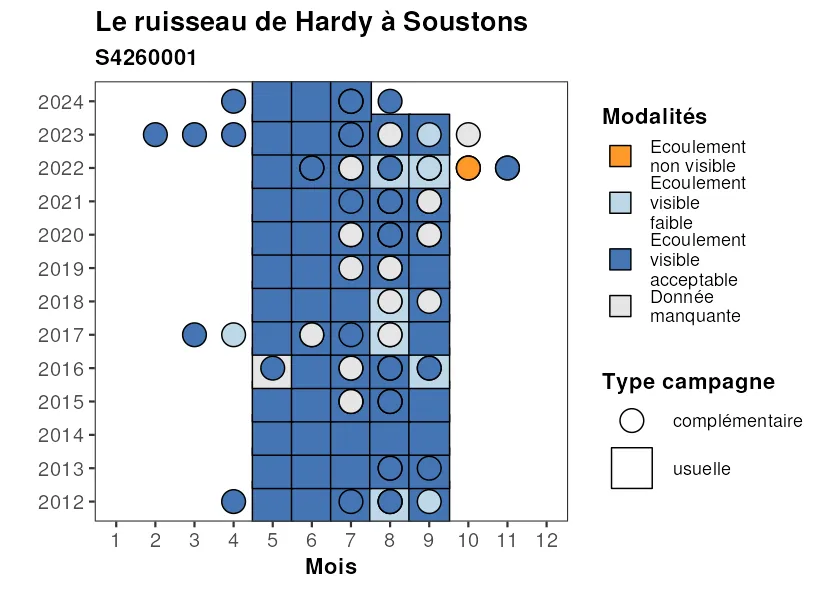 Le ruisseau de Hardy à Soustons
S4260001
2024
2023
2022
2021
2020
2019
2018
2017
2016
2015
2014
2013
2012
1 2 3 4 5 6 7 8 9 10 11 12
Mois
Modalités
Ecoulement
non visible
Ecoulement
visible
faible
Ecoulement
visible
acceptable
Donnée
manquante
Type campagne
complémentaire
usuelle